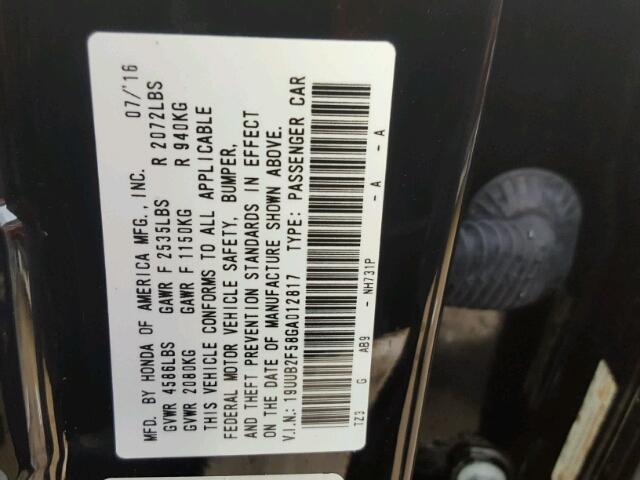 MFD. BY HONDA OF AMERICA MFG., INC. 07/'16
GVWR 4586LBS GAWR F 2535LBS R 2072LBS
GVWR 2080KG GAWR F 1150KG R 940KG
THIS VEHICLE CONFORMS TO ALL APPLICABLE
FEDERAL MOTOR VEHICLE SAFETY, BUMPER,
AND THEFT PREVENTION STANDARDS IN EFFECT
ON THE DATE OF MANUFACTURE SHOWN ABOVE.
V.I.N.: 19UUB2F58GA012817 TYPE: PASSENGER CAR
TZ3 G AB9 - NH731P - A - A